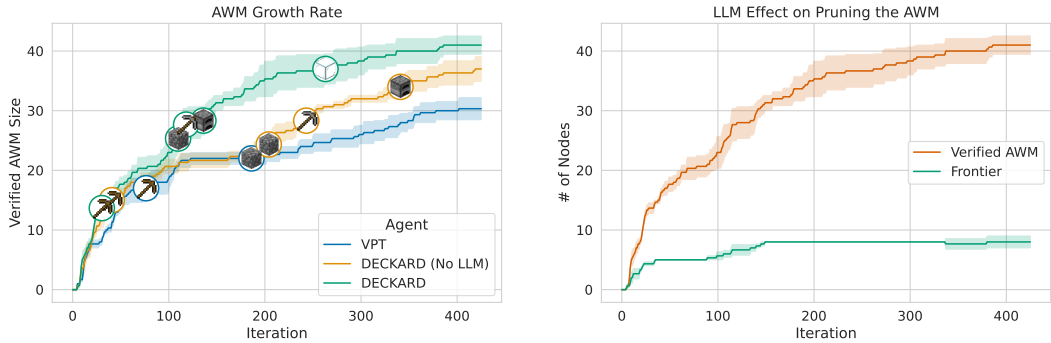 AWM Growth Rate
Verified AWM Size
40
30
20
10
0
0 100 200 300 400
Iteration
Agent
VPT
DECKARD (No LLM)
DECKARD
LLM Effect on Pruning the AWM
# of Nodes
40
30
20
10
0
0 100 200 300 400
Iteration
Verified AWM
Frontier